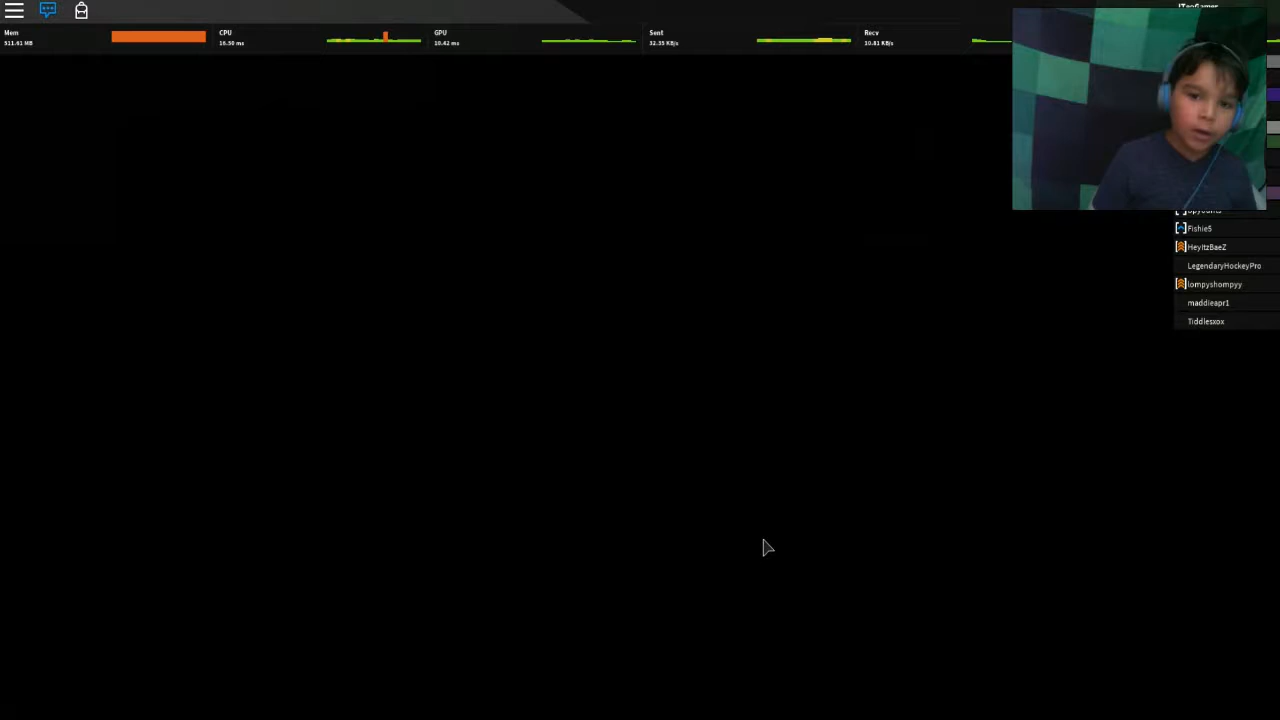 Mem
511.61 MB
CPU
16.30 ms
GPU
10.42 ms
Sent
32.35 KB/s
Recv
10.81 KB/s
Fishie5
HeyItzBaeZ
LegendaryHockeyPro
lompyshompyy
maddieapr1
Tiddlesxox